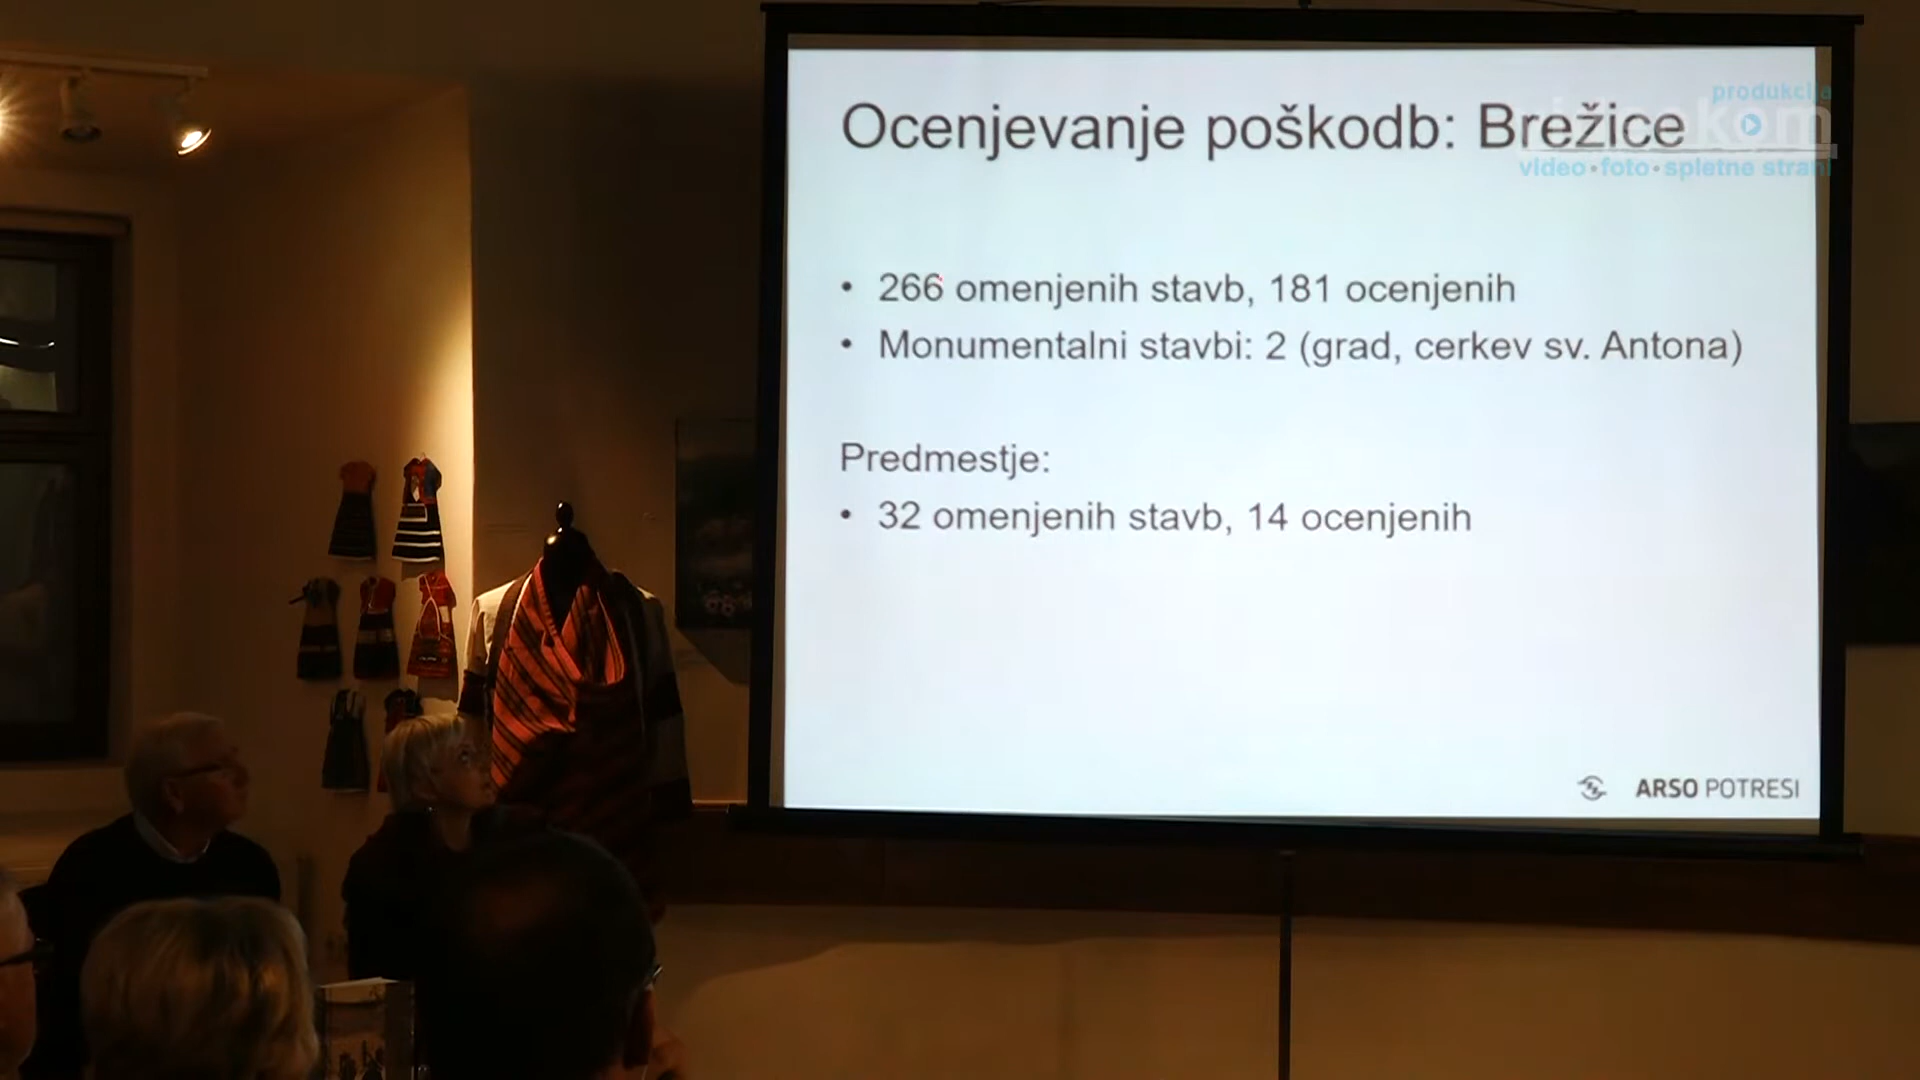 produkcija
Ocenjevanje poškodb: Brežice
videokom
video • foto • spletne strani
• 266 omenjenih stavb, 181 ocenjenih
• Monumentalni stavbi: 2 (grad, cerkev sv. Antona)
Predmestje:
• 32 omenjenih stavb, 14 ocenjenih
ARSO POTRESI